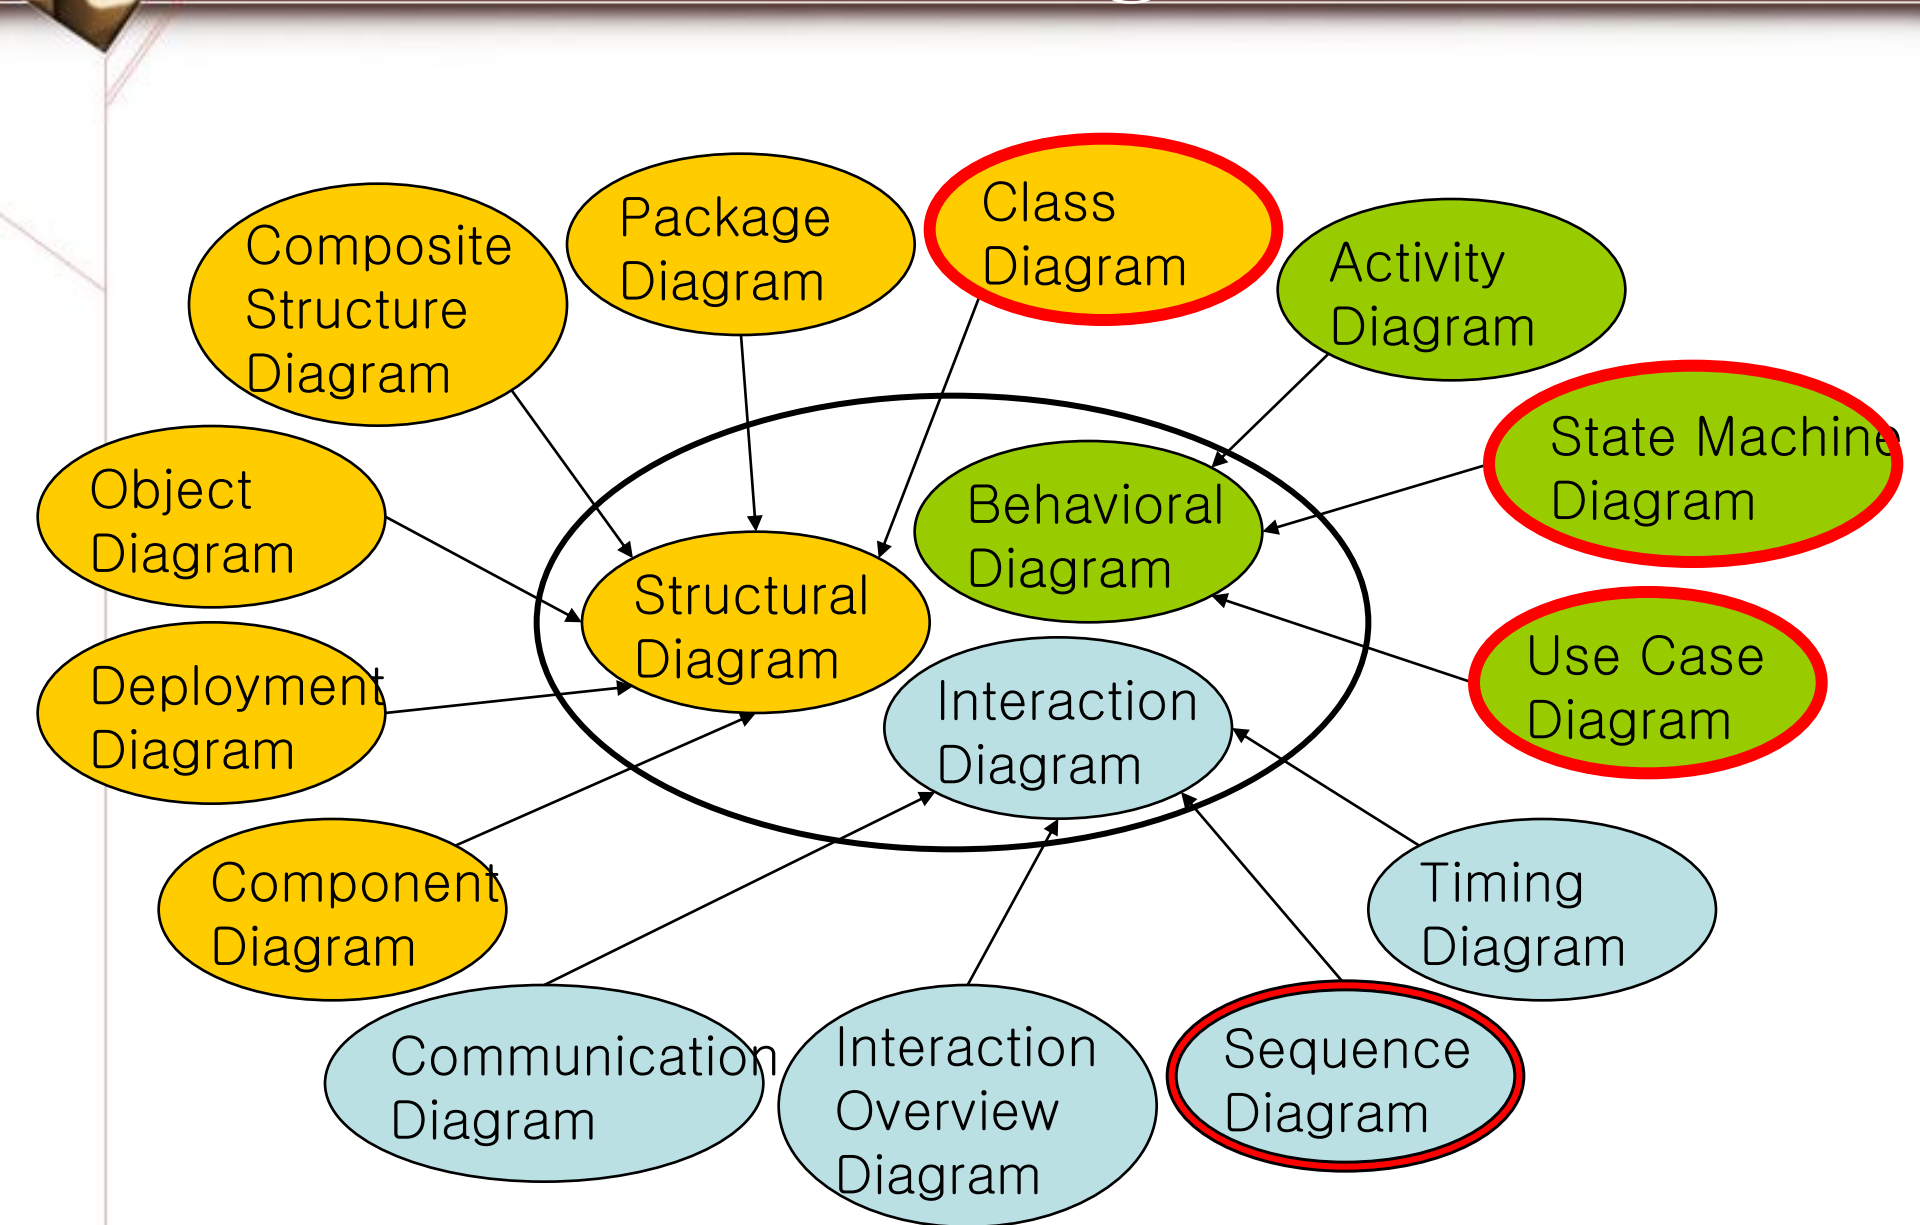 Package
Diagram
Class
Diagram
Composite
Structure
Diagram
Activity
Diagram
State Machine
Diagram
Object
Diagram
Behavioral
Diagram
Structural
Diagram
Use Case
Diagram
Deployment
Diagram
Interaction
Diagram
Component
Diagram
Timing
Diagram
Communication
Diagram
Interaction
Overview
Diagram
Sequence
Diagram